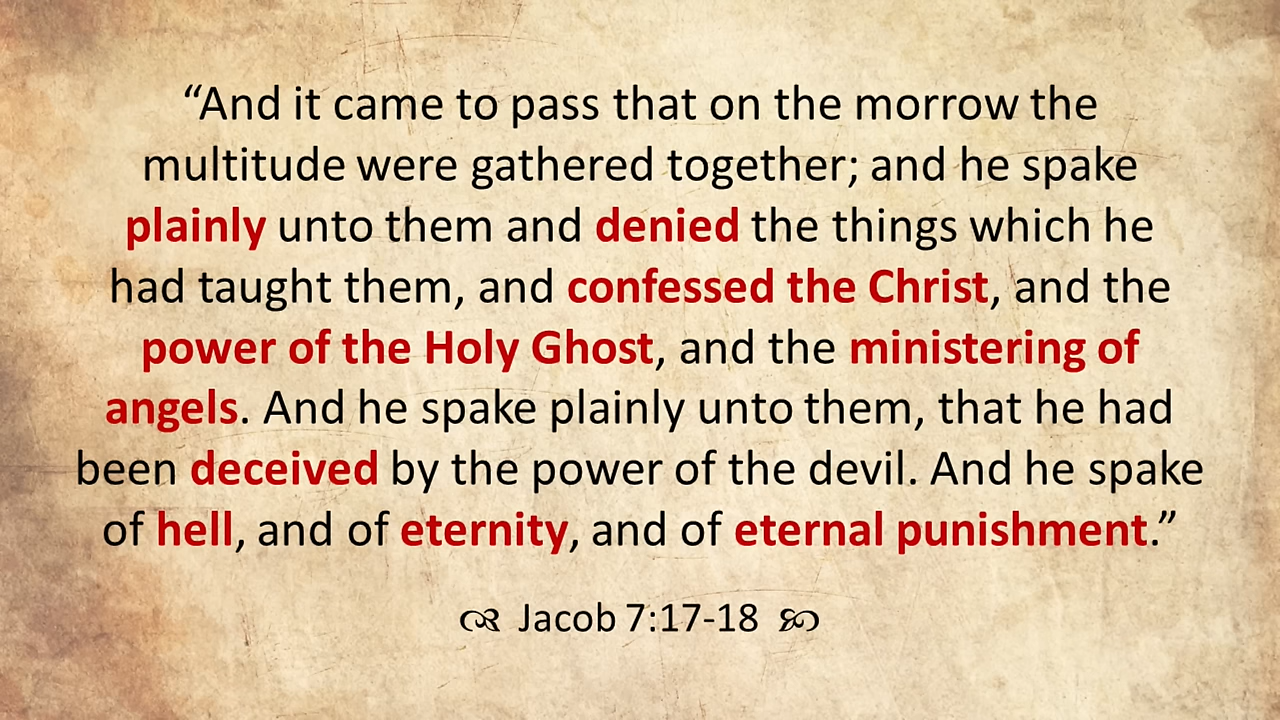 “And it came to pass that on the morrow the
multitude were gathered together; and he spake
plainly unto them and denied the things which he
had taught them, and confessed the Christ, and the
power of the Holy Ghost, and the ministering of
angels. And he spake plainly unto them, that he had
been deceived by the power of the devil. And he spake
of hell, and of eternity, and of eternal punishment.”
Jacob 7:17-18